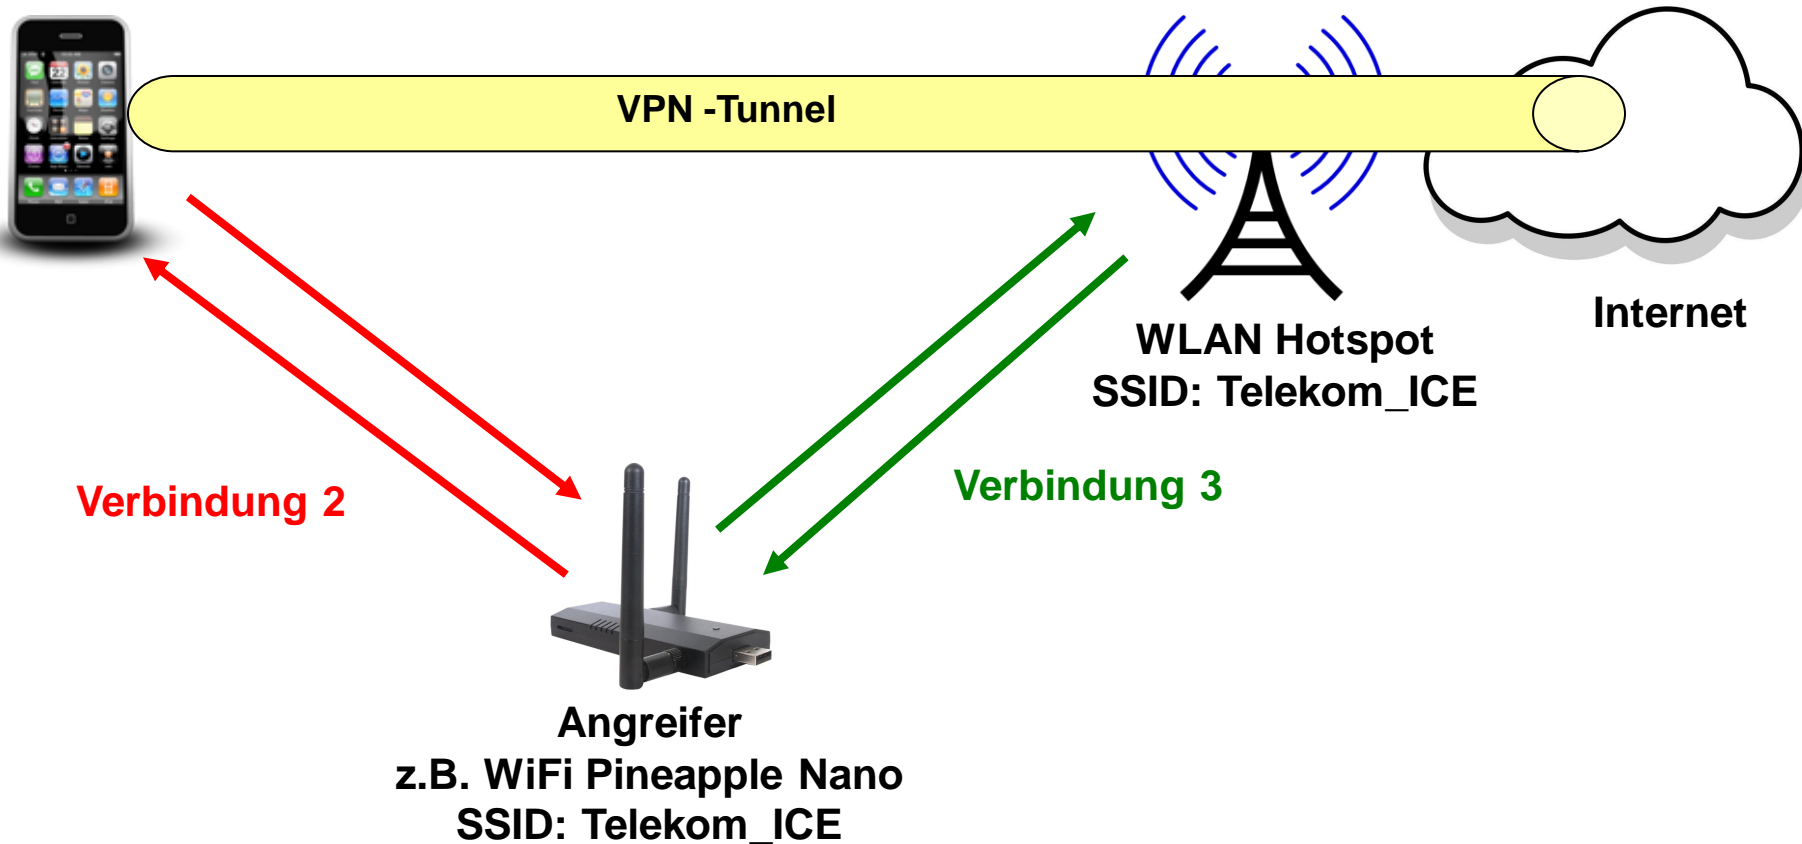 VPN -Tunnel
Internet
WLAN Hotspot
SSID: Telekom_ICE
Verbindung 2
Verbindung 3
Angreifer
z.B. WiFi Pineapple Nano
SSID: Telekom_ICE